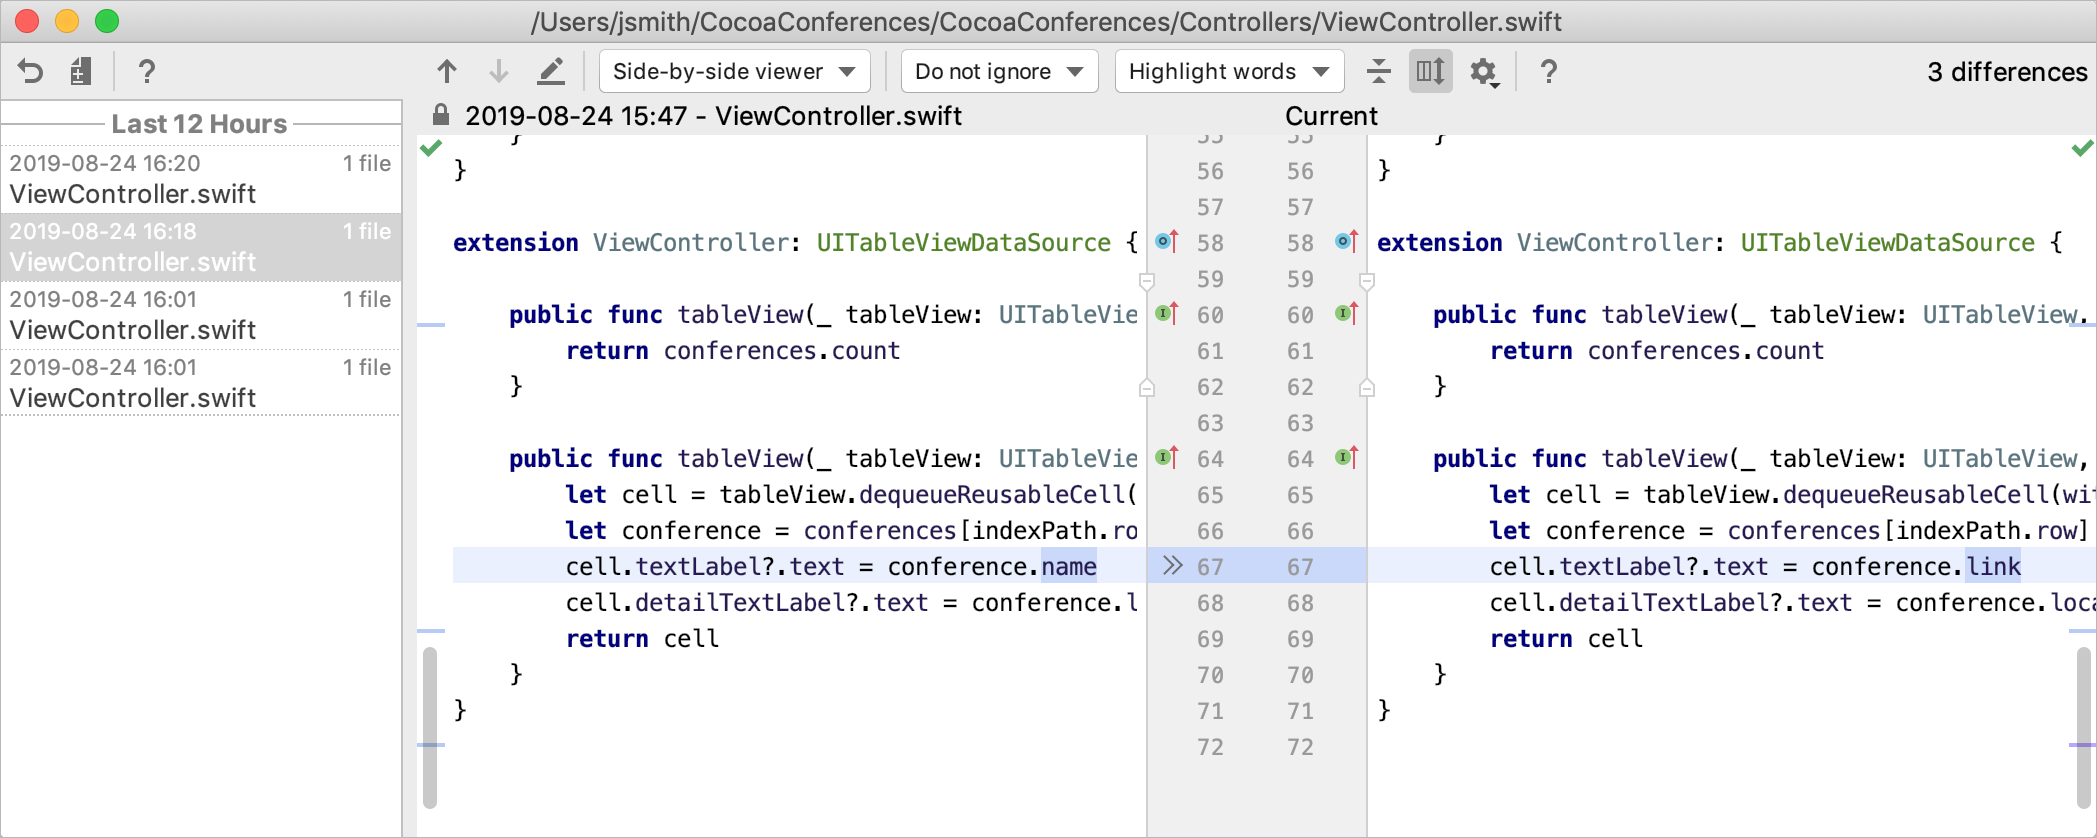 /Users/jsmith/CocoaConferences/CocoaConferences/Controllers/ViewController.swift
? Side-by-side viewer Do not ignore Highlight words ? 3 differences
Last 12 Hours
2019-08-24 16:20 1 file
ViewController.swift
2019-08-24 16:18 1 file
ViewController.swift
2019-08-24 16:01 1 file
ViewController.swift
2019-08-24 16:01 1 file
ViewController.swift
2019-08-24 15:47 - ViewController.swift Current
} 55 55 }
} 56 56 }
57 57
extension ViewController: UITableViewDataSource { 58 58 extension ViewController: UITableViewDataSource {
59 59
public func tableView(_ tableView: UITableVie 60 60 public func tableView(_ tableView: UITableView,
return conferences.count 61 61 return conferences.count
} 62 62 }
63 63
public func tableView(_ tableView: UITableVie 64 64 public func tableView(_ tableView: UITableView,
let cell = tableView.dequeueReusableCell( 65 65 let cell = tableView.dequeueReusableCell(wit
let conference = conferences[indexPath.ro 66 66 let conference = conferences[indexPath.row]
cell.textLabel?.text = conference.name 67 67 cell.textLabel?.text = conference.link
cell.detailTextLabel?.text = conference.l 68 68 cell.detailTextLabel?.text = conference.loca
return cell 69 69 return cell
} 70 70 }
} 71 71 }
72 72